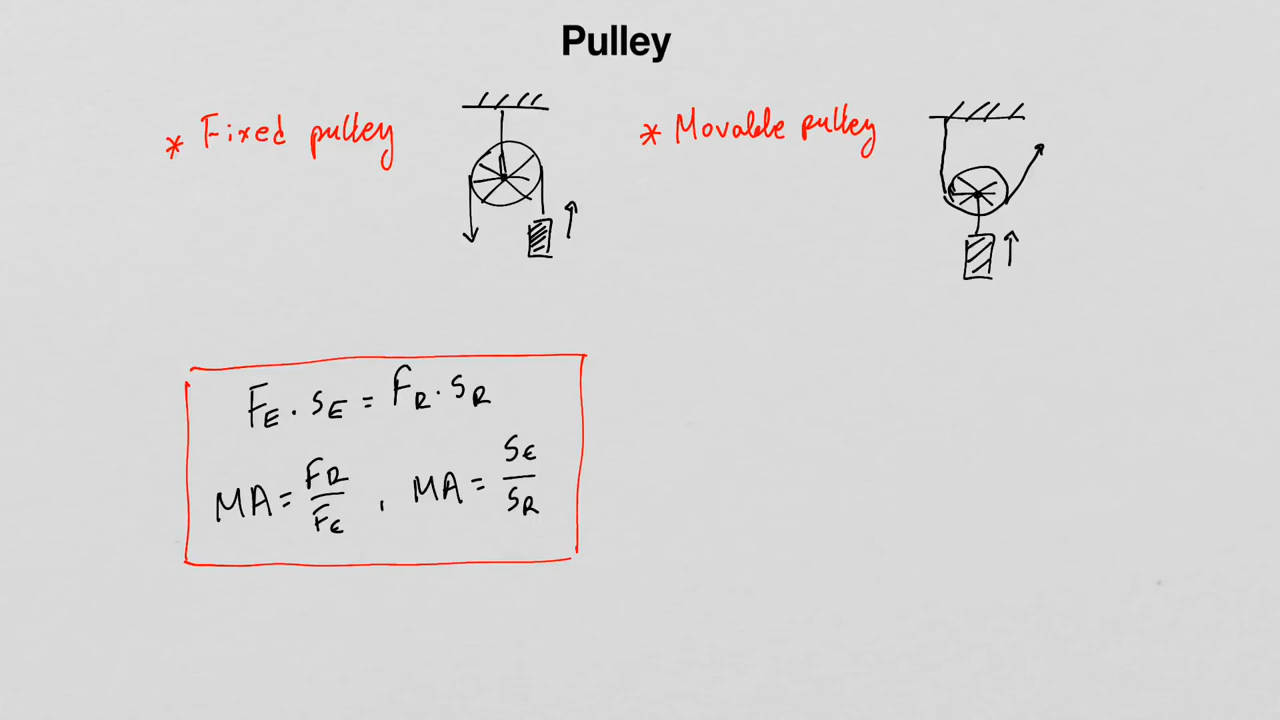 Pulley
* Fixed pulley
* Movable pulley
F_E . S_E = F_R . S_R
MA = F_R / F_E , MA = S_E / S_R